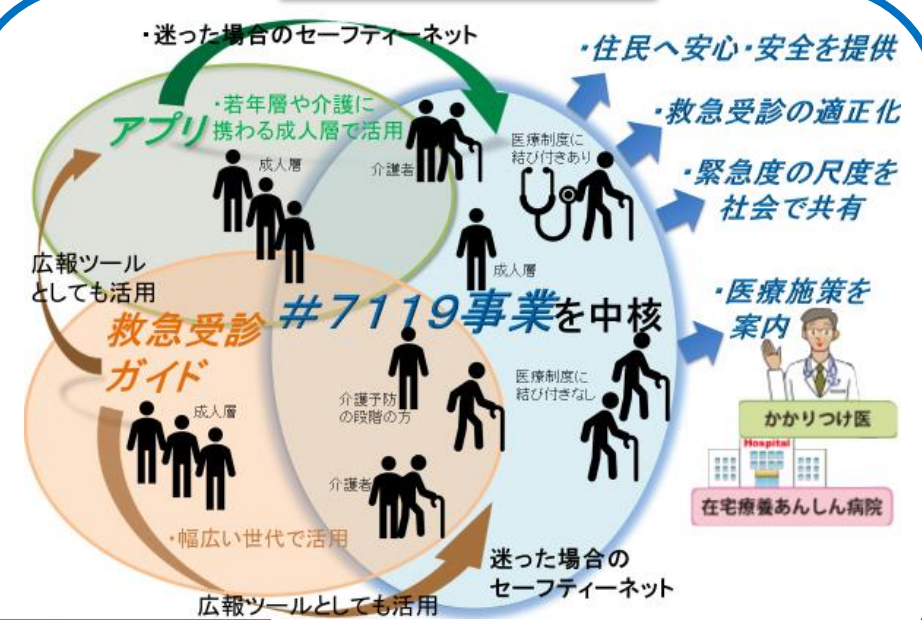 ・迷った場合のセーフティーネット
・住民へ安心・安全を提供
アプリ
・若年層や介護に
携わる成人層で活用
・救急受診の適正化
医療制度に
結び付きあり
成人層
介護者
・緊急度の尺度を
社会で共有
成人層
広報ツール
としても活用
#7119事業を中核
・医療施策を
案内
救急受診
ガイド
医療制度に
結び付きなし
介護予防
の段階の方
成人層
かかりつけ医
Hospital
介護者
在宅療養あんしん病院
・幅広い世代で活用
迷った場合の
セーフティーネット
広報ツールとしても活用